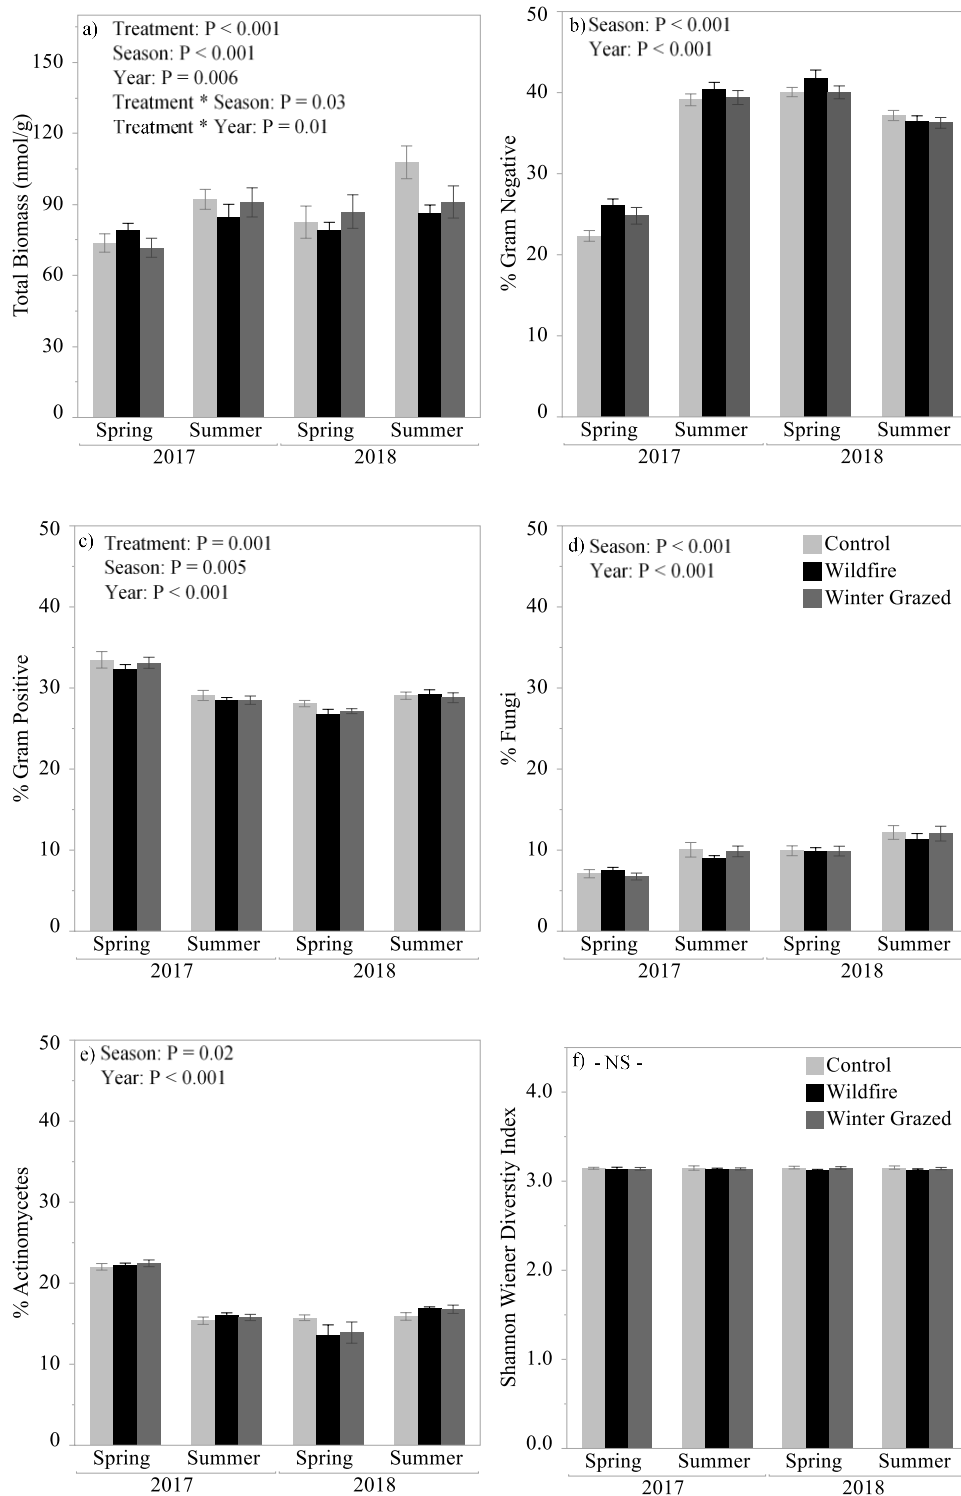 a) Treatment: P < 0.001
Season: P < 0.001
Year: P = 0.006
Treatment * Season: P = 0.03
Treatment * Year: P = 0.01
Total Biomass (nmol/g)
150
120
90
60
30
0
Spring Summer Spring Summer
2017 2018
b) Season: P < 0.001
Year: P < 0.001
% Gram Negative
50
40
30
20
10
0
Spring Summer Spring Summer
2017 2018
c) Treatment: P = 0.001
Season: P = 0.005
Year: P < 0.001
% Gram Positive
50
40
30
20
10
0
Spring Summer Spring Summer
2017 2018
d) Season: P < 0.001
Year: P < 0.001
Control
Wildfire
Winter Grazed
% Fungi
50
40
30
20
10
0
Spring Summer Spring Summer
2017 2018
e) Season: P = 0.02
Year: P < 0.001
% Actinomycetes
50
40
30
20
10
0
Spring Summer Spring Summer
2017 2018
f) - NS -
Control
Wildfire
Winter Grazed
Shannon Wiener Diverstiy Index
4.0
3.0
2.0
1.0
0.0
Spring Summer Spring Summer
2017 2018